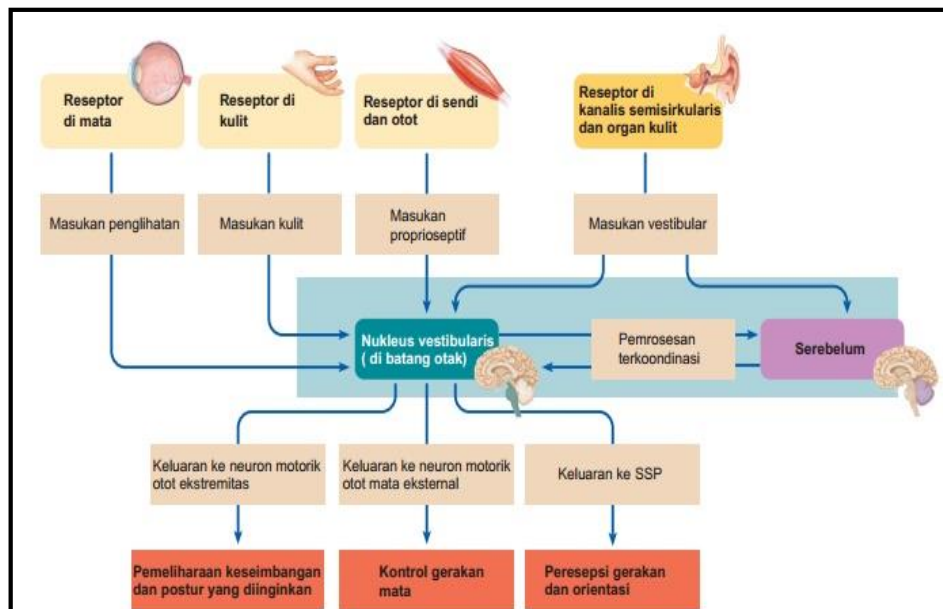 Reseptor
di mata
Reseptor di
kulit
Reseptor di sendi
dan otot
Reseptor di
kanalis semisirkularis
dan organ kulit
Masukan penglihatan
Masukan kulit
Masukan
proprioseptif
Masukan vestibular
Nukleus vestibularis
( di batang otak)
Pemrosesan
terkoondinasi
Serebelum
Keluaran ke neuron motorik
otot ekstremitas
Keluaran ke neuron motorik
otot mata eksternal
Keluaran ke SSP
Pemeliharaan keseimbangan
dan postur yang diinginkan
Kontrol gerakan
mata
Peresepsi gerakan
dan orientasi